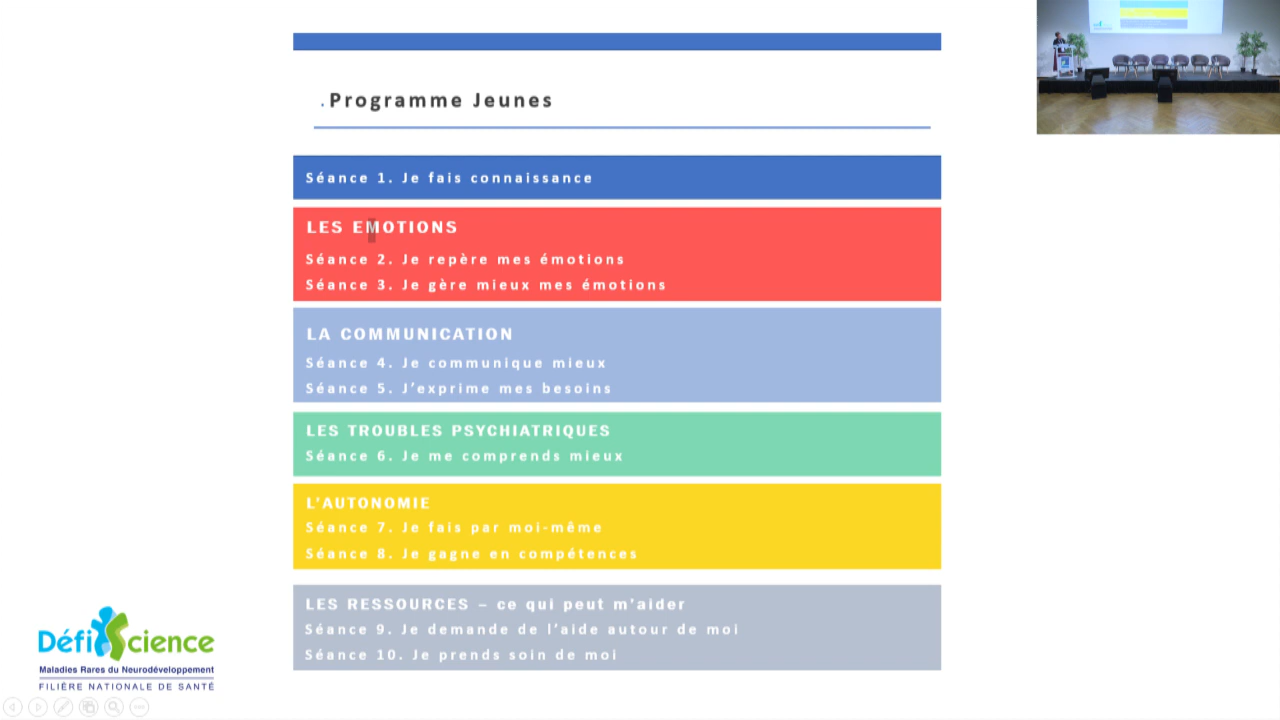 . Programme Jeunes
Séance 1. Je fais connaissance
LES EMOTIONS
Séance 2. Je repère mes émotions
Séance 3. Je gère mieux mes émotions
LA COMMUNICATION
Séance 4. Je communique mieux
Séance 5. J’exprime mes besoins
LES TROUBLES PSYCHIATRIQUES
Séance 6. Je me comprends mieux
L’AUTONOMIE
Séance 7. Je fais par moi-même
Séance 8. Je gagne en compétences
LES RESSOURCES – ce qui peut m’aider
Séance 9. Je demande de l’aide autour de moi
Séance 10. Je prends soin de moi
Défi Science
Maladies Rares du Neurodéveloppement
FILIÈRE NATIONALE DE SANTÉ